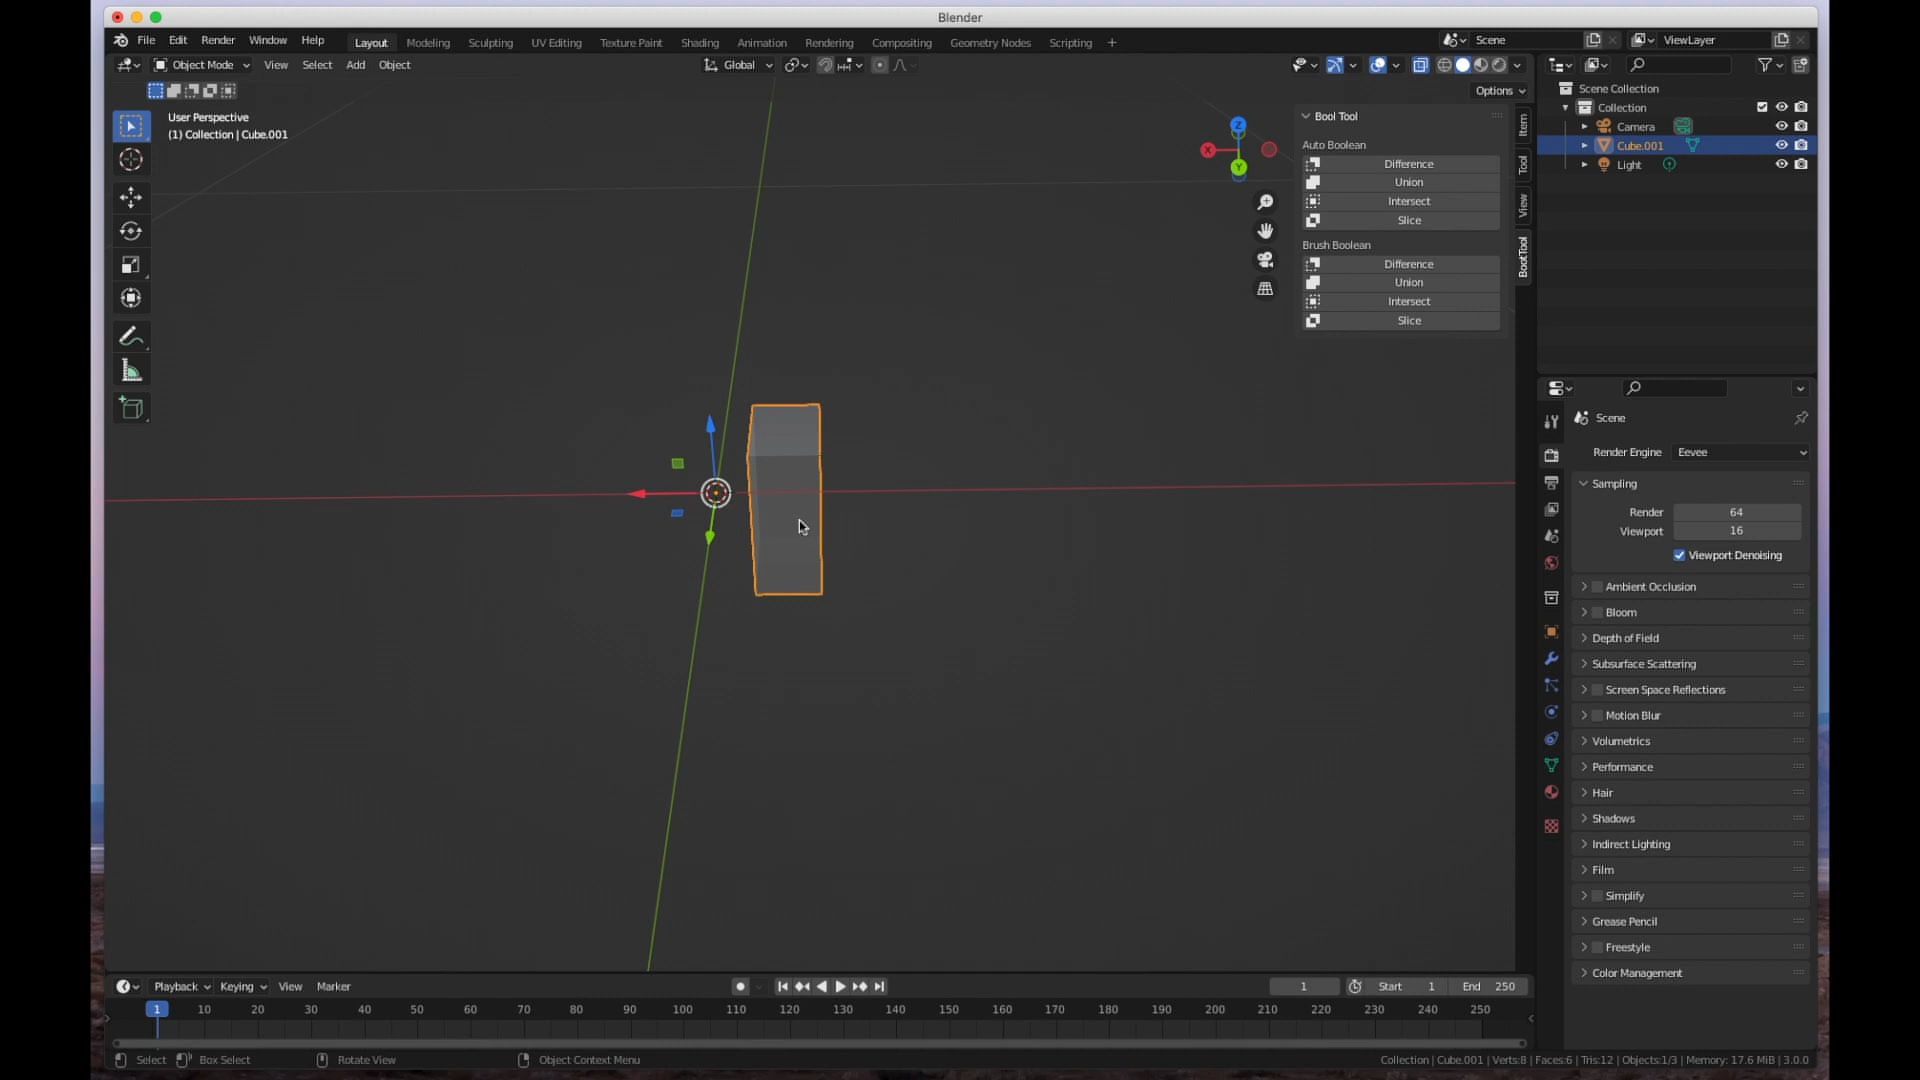 Blender
File Edit Render Window Help
Layout Modeling Sculpting UV Editing Texture Paint Shading Animation Rendering Compositing Geometry Nodes Scripting +
Scene
ViewLayer
Object Mode View Select Add Object
Global
Options
User Perspective
(1) Collection | Cube.001
Z
X
Y
Bool Tool
Auto Boolean
Difference
Union
Intersect
Slice
Brush Boolean
Difference
Union
Intersect
Slice
Item
Tool
View
BoolTool
Scene Collection
Collection
Camera
Cube.001
Light
Scene
Render Engine Eevee
Sampling
Render 64
Viewport 16
Viewport Denoising
Ambient Occlusion
Bloom
Depth of Field
Subsurface Scattering
Screen Space Reflections
Motion Blur
Volumetrics
Performance
Hair
Shadows
Indirect Lighting
Film
Simplify
Grease Pencil
Freestyle
Color Management
Playback Keying View Marker
1 Start 1 End 250
1 10 20 30 40 50 60 70 80 90 100 110 120 130 140 150 160 170 180 190 200 210 220 230 240 250
Select Box Select Rotate View Object Context Menu
Collection | Cube.001 | Verts:8 | Faces:6 | Tris:12 | Objects:1/3 | Memory: 17.6 MiB | 3.0.0